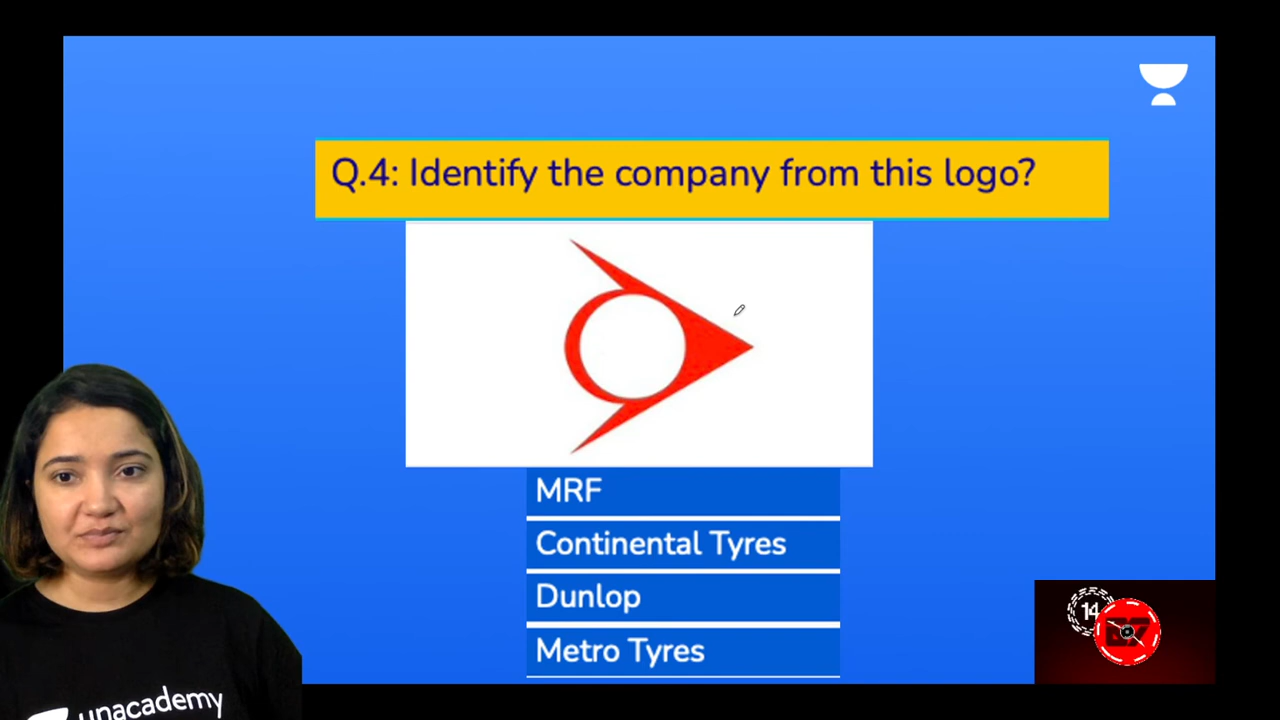 Q.4: Identify the company from this logo?
MRF
Continental Tyres
Dunlop
Metro Tyres
14
unacademy